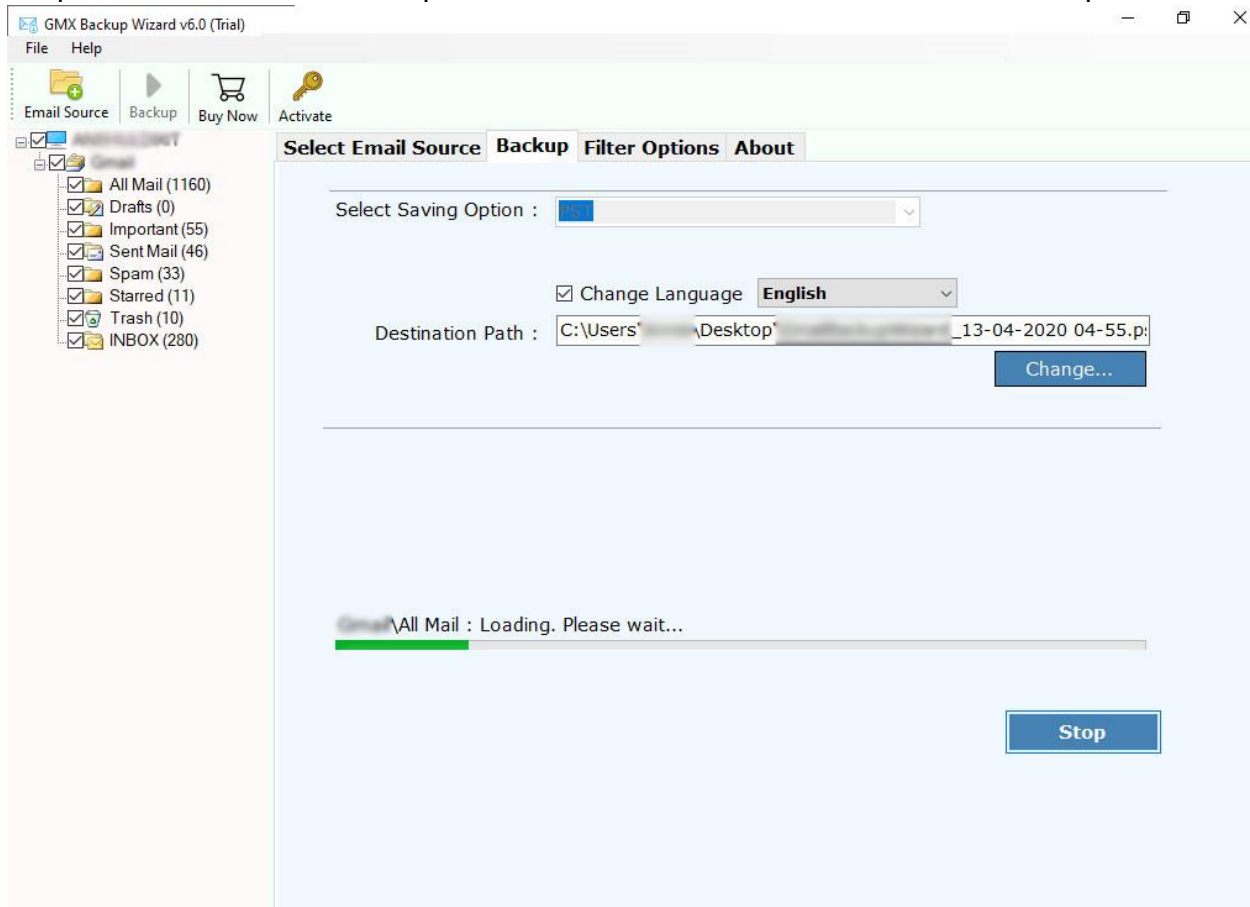 GMX Backup Wizard v6.0 (Trial)
File Help
Email Source Backup Buy Now Activate
Select Email Source Backup Filter Options About
All Mail (1160)
Drafts (0)
Important (55)
Sent Mail (46)
Spam (33)
Starred (11)
Trash (10)
INBOX (280)
Select Saving Option : PST
Change Language English
Destination Path : C:\Users\ \Desktop\ _13-04-2020 04-55.p
Change...
\All Mail : Loading. Please wait...
Stop